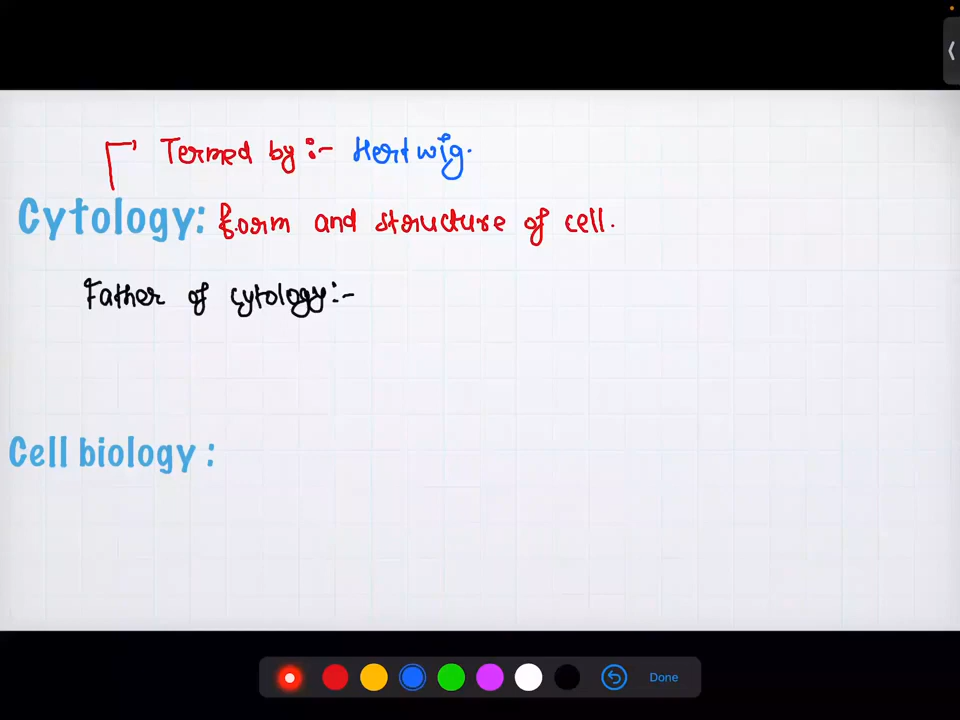 Termed by :- Hertwig.
Cytology: form and structure of cell.
Father of cytology:-
Cell biology :
Done